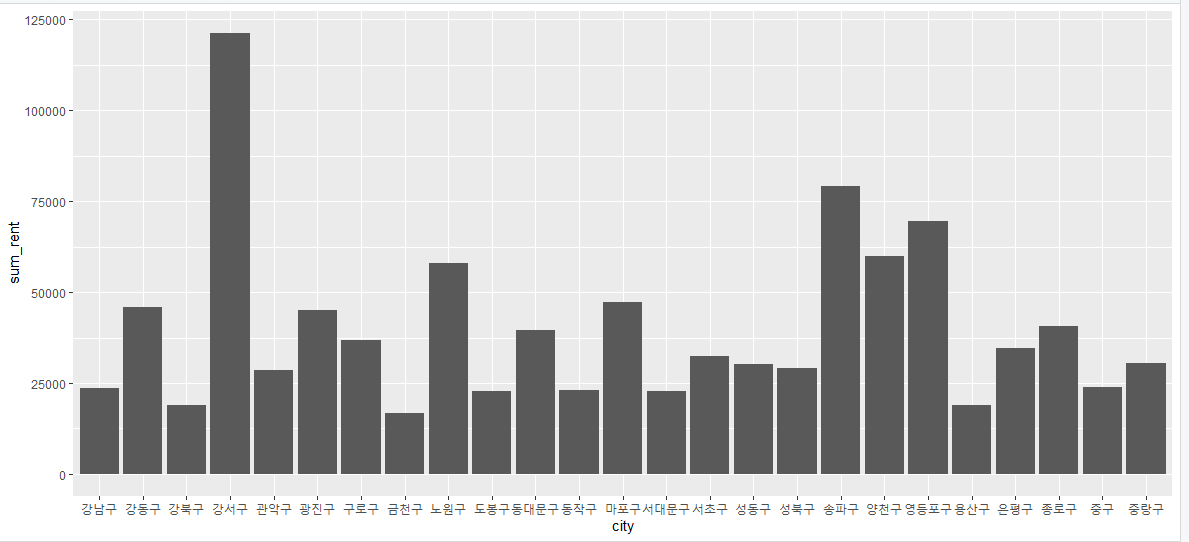 125000
100000
75000
50000
25000
0
sum_rent
강남구 강동구 강북구 강서구 관악구 광진구 구로구 금천구 노원구 도봉구 동대문구 동작구 마포구 서대문구 서초구 성동구 성북구 송파구 양천구 영등포구 용산구 은평구 종로구 중구 중랑구
city